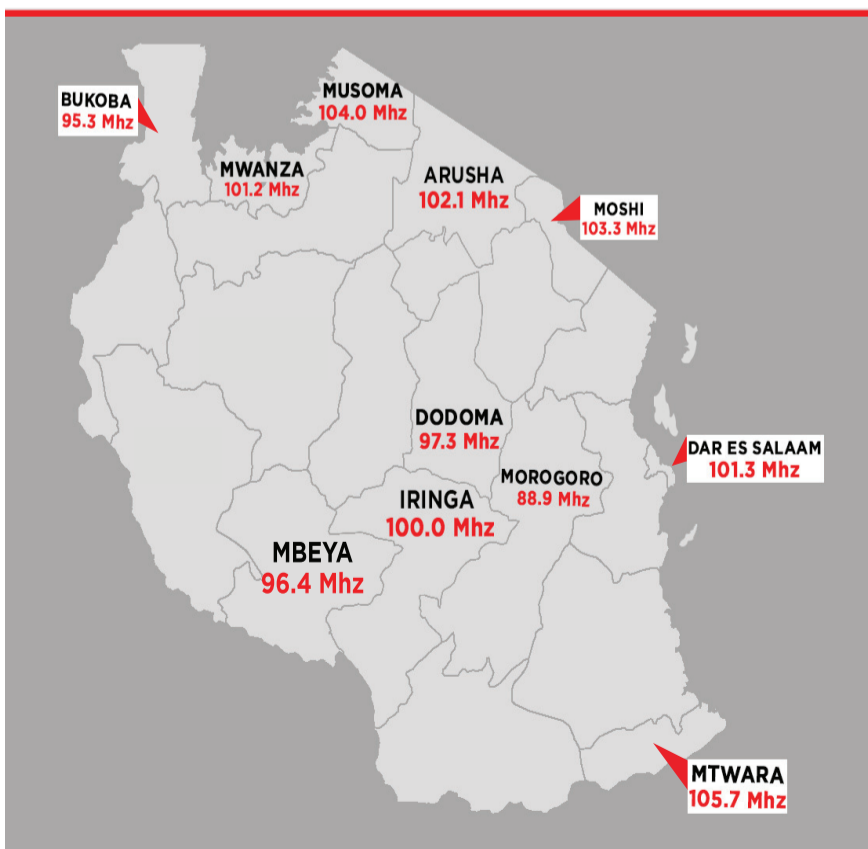 BUKOBA
95.3 Mhz
MUSOMA
104.0 Mhz
MWANZA
101.2 Mhz
ARUSHA
102.1 Mhz
MOSHI
103.3 Mhz
DODOMA
97.3 Mhz
DAR ES SALAAM
101.3 Mhz
MOROGORO
88.9 Mhz
IRINGA
100.0 Mhz
MBEYA
96.4 Mhz
MTWARA
105.7 Mhz